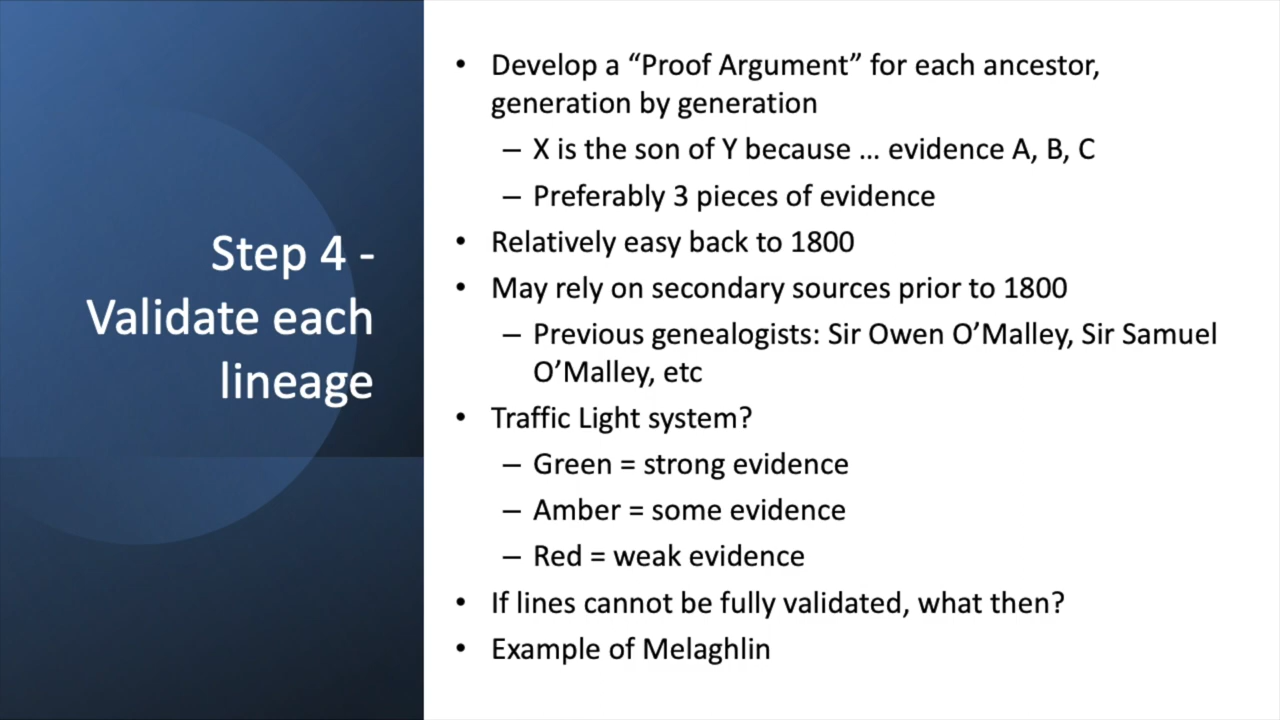 Step 4 -
Validate each
lineage
• Develop a “Proof Argument” for each ancestor,
generation by generation
– X is the son of Y because … evidence A, B, C
– Preferably 3 pieces of evidence
• Relatively easy back to 1800
• May rely on secondary sources prior to 1800
– Previous genealogists: Sir Owen O’Malley, Sir Samuel
O’Malley, etc
• Traffic Light system?
– Green = strong evidence
– Amber = some evidence
– Red = weak evidence
• If lines cannot be fully validated, what then?
• Example of Melaghlin